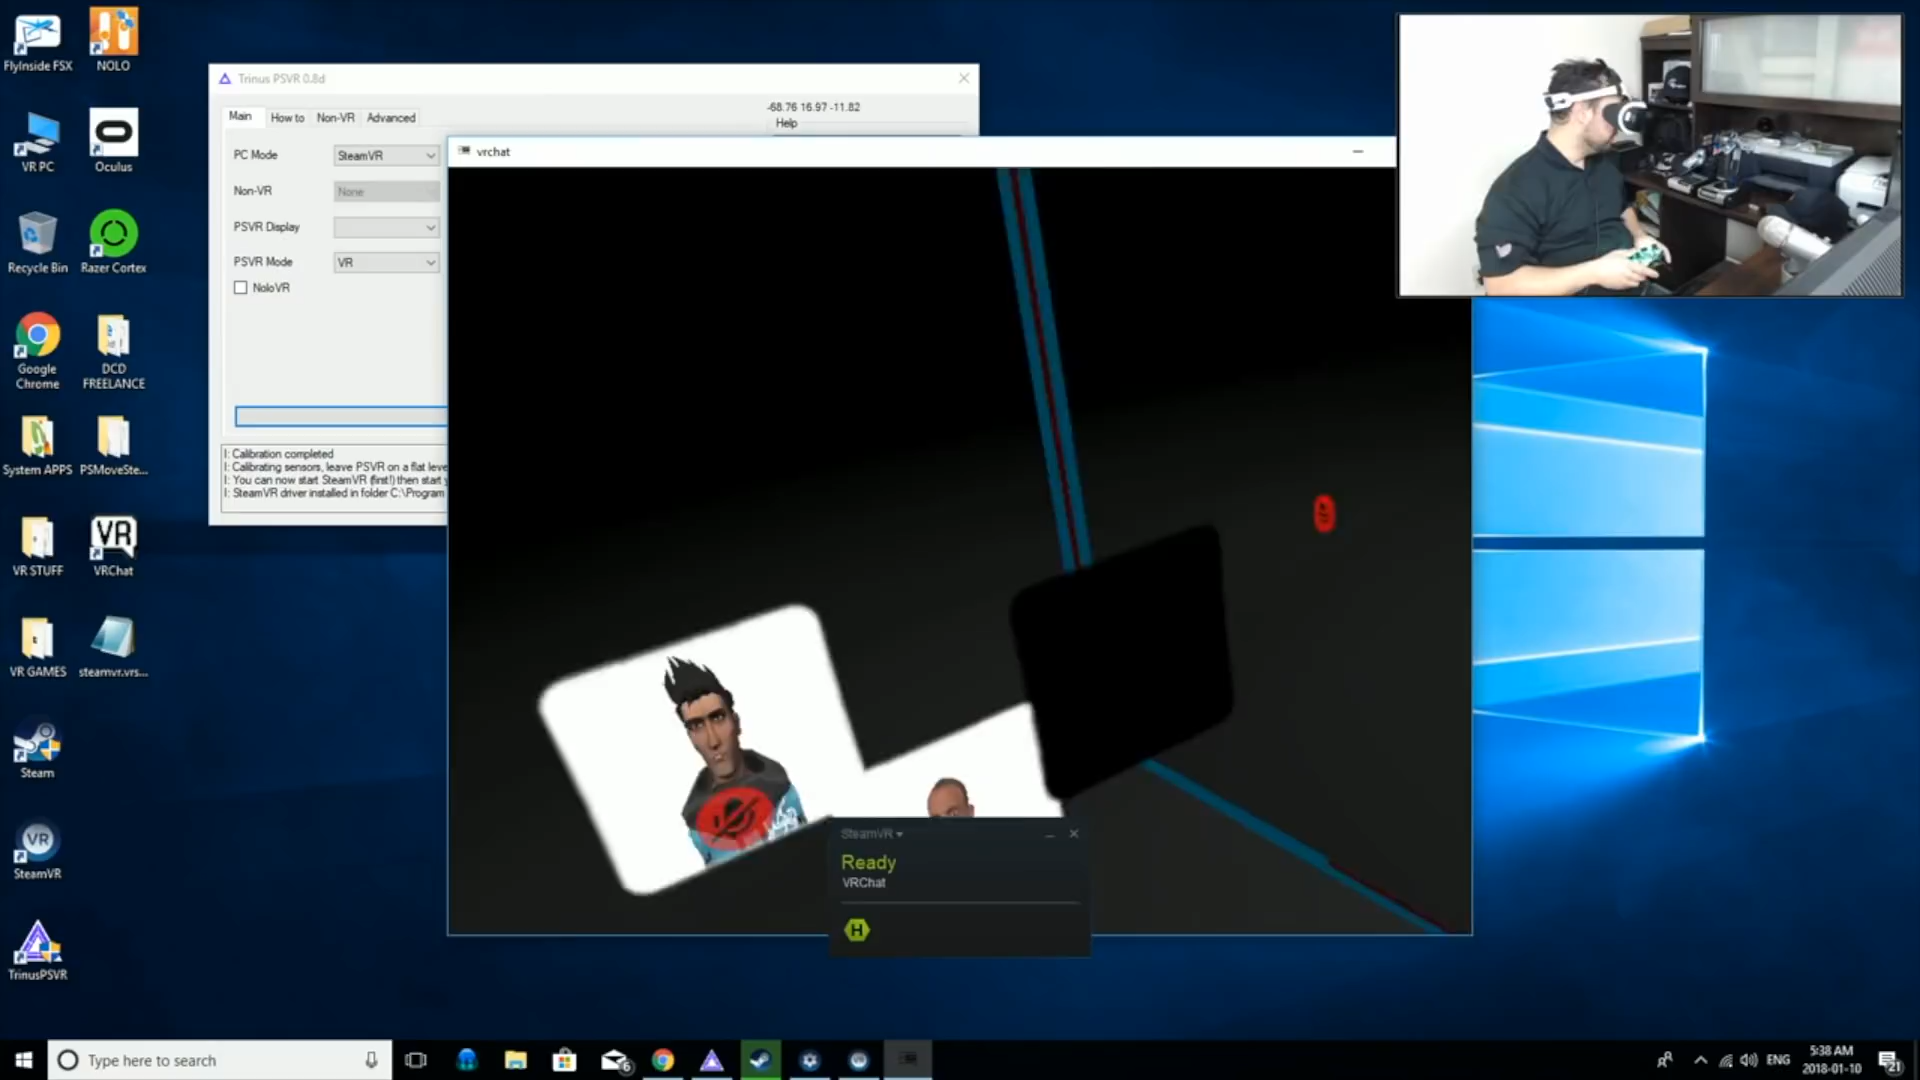 FlyInside FSX
NOLO
VR PC
Oculus
Recycle Bin
Razer Cortex
Google
Chrome
DCD
FREELANCE
System APPS
PSMoveSte...
VR STUFF
VR
VRChat
VR GAMES
steamvr.vrs...
Steam
VR
SteamVR
TrinusPSVR
Trinus PSVR 0.8d
Main
How to
Non-VR
Advanced
-68.76 16.97 -11.82
Help
PC Mode
SteamVR
Non-VR
None
PSVR Display
PSVR Mode
VR
NoloVR
I: Calibration completed
I: Calibrating sensors, leave PSVR on a flat leve
I: You can now start SteamVR (first!) then start y
I: SteamVR driver installed in folder C:\Program
vrchat
SteamVR
Ready
VRChat
H
Type here to search
6
ENG
5:38 AM
2018-01-10
21